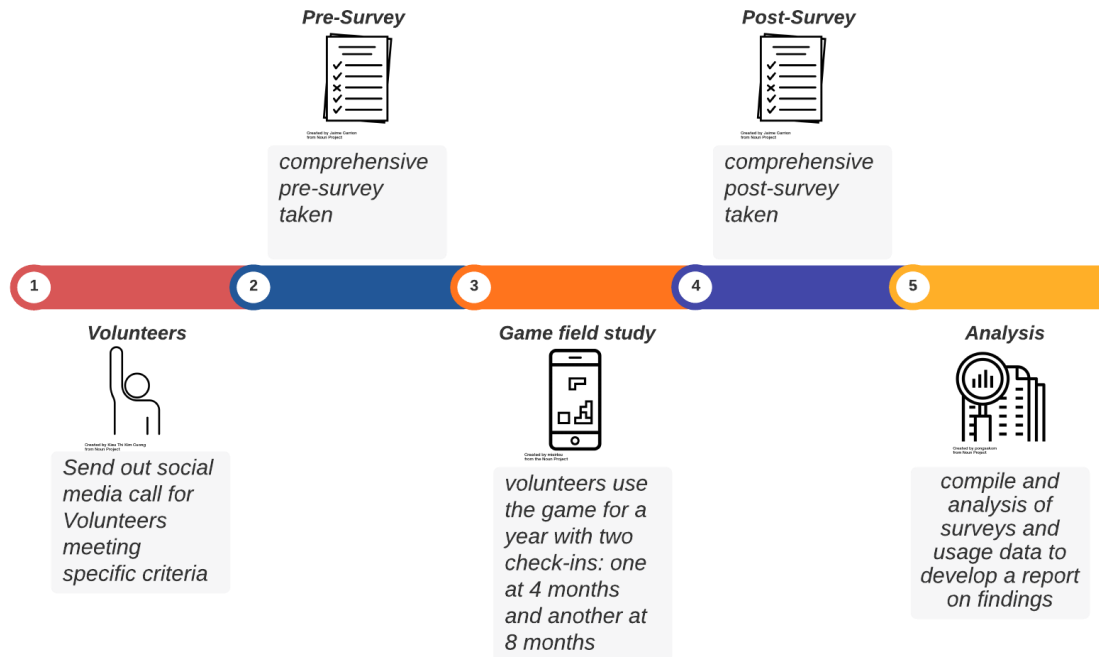 Pre-Survey
Created by Jaime Carrion
from Noun Project
comprehensive
pre-survey
taken
Post-Survey
Created by Jaime Carrion
from Noun Project
comprehensive
post-survey
taken
1
2
3
4
5
Volunteers
Created by Kieu Thi Kim Cuong
from Noun Project
Send out social
media call for
Volunteers
meeting
specific criteria
Game field study
from the Noun Project
volunteers use
the game for a
year with two
check-ins: one
at 4 months
and another at
8 months
Analysis
from Noun Project
compile and
analysis of
surveys and
usage data to
develop a report
on findings